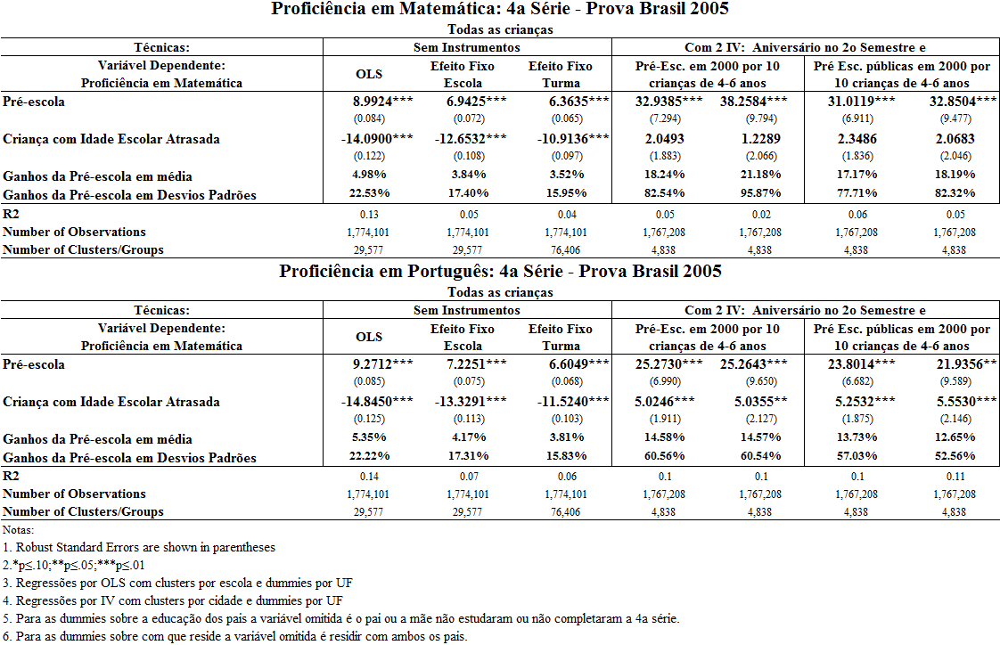 Proficiência em Matemática: 4a Série - Prova Brasil 2005
Todas as crianças
Técnicas: Sem Instrumentos Com 2 IV: Aniversário no 2o Semestre e
Variável Dependente: Efeito Fixo Efeito Fixo Pré-Esc. em 2000 por 10 Pré Esc. públicas em 2000 por
Proficiência em Matemática OLS Escola Turma crianças de 4-6 anos 10 crianças de 4-6 anos
Pré-escola 8.9924*** 6.9425*** 6.3635*** 32.9385*** 38.2584*** 31.0119*** 32.8504***
(0.084) (0.072) (0.065) (7.294) (9.794) (6.911) (9.477)
Criança com Idade Escolar Atrasada -14.0900*** -12.6532*** -10.9136*** 2.0493 1.2289 2.3486 2.0683
(0.122) (0.108) (0.097) (1.883) (2.066) (1.836) (2.046)
Ganhos da Pré-escola em média 4.98% 3.84% 3.52% 18.24% 21.18% 17.17% 18.19%
Ganhos da Pré-escola em Desvios Padrões 22.53% 17.40% 15.95% 82.54% 95.87% 77.71% 82.32%
R2 0.13 0.05 0.04 0.05 0.02 0.06 0.05
Number of Observations 1,774,101 1,774,101 1,774,101 1,767,208 1,767,208 1,767,208 1,767,208
Number of Clusters/Groups 29,577 29,577 76,406 4,838 4,838 4,838 4,838
Proficiência em Português: 4a Série - Prova Brasil 2005
Todas as crianças
Técnicas: Sem Instrumentos Com 2 IV: Aniversário no 2o Semestre e
Variável Dependente: Efeito Fixo Efeito Fixo Pré-Esc. em 2000 por 10 Pré Esc. públicas em 2000 por
Proficiência em Matemática OLS Escola Turma crianças de 4-6 anos 10 crianças de 4-6 anos
Pré-escola 9.2712*** 7.2251*** 6.6049*** 25.2730*** 25.2643*** 23.8014*** 21.9356**
(0.085) (0.075) (0.068) (6.990) (9.650) (6.682) (9.589)
Criança com Idade Escolar Atrasada -14.8450*** -13.3291*** -11.5240*** 5.0246*** 5.0355** 5.2532*** 5.5530***
(0.125) (0.113) (0.103) (1.911) (2.127) (1.875) (2.146)
Ganhos da Pré-escola em média 5.35% 4.17% 3.81% 14.58% 14.57% 13.73% 12.65%
Ganhos da Pré-escola em Desvios Padrões 22.22% 17.31% 15.83% 60.56% 60.54% 57.03% 52.56%
R2 0.14 0.07 0.06 0.1 0.1 0.1 0.11
Number of Observations 1,774,101 1,774,101 1,774,101 1,767,208 1,767,208 1,767,208 1,767,208
Number of Clusters/Groups 29,577 29,577 76,406 4,838 4,838 4,838 4,838
Notas:
1. Robust Standard Errors are shown in parentheses
2.*p≤.10;**p≤.05;***p≤.01
3. Regressões por OLS com clusters por escola e dummies por UF
4. Regressões por IV com clusters por cidade e dummies por UF
5. Para as dummies sobre a educação dos pais a variável omitida é o pai ou a mãe não estudaram ou não completaram a 4a série.
6. Para as dummies sobre com que reside a variável omitida é residir com ambos os pais.